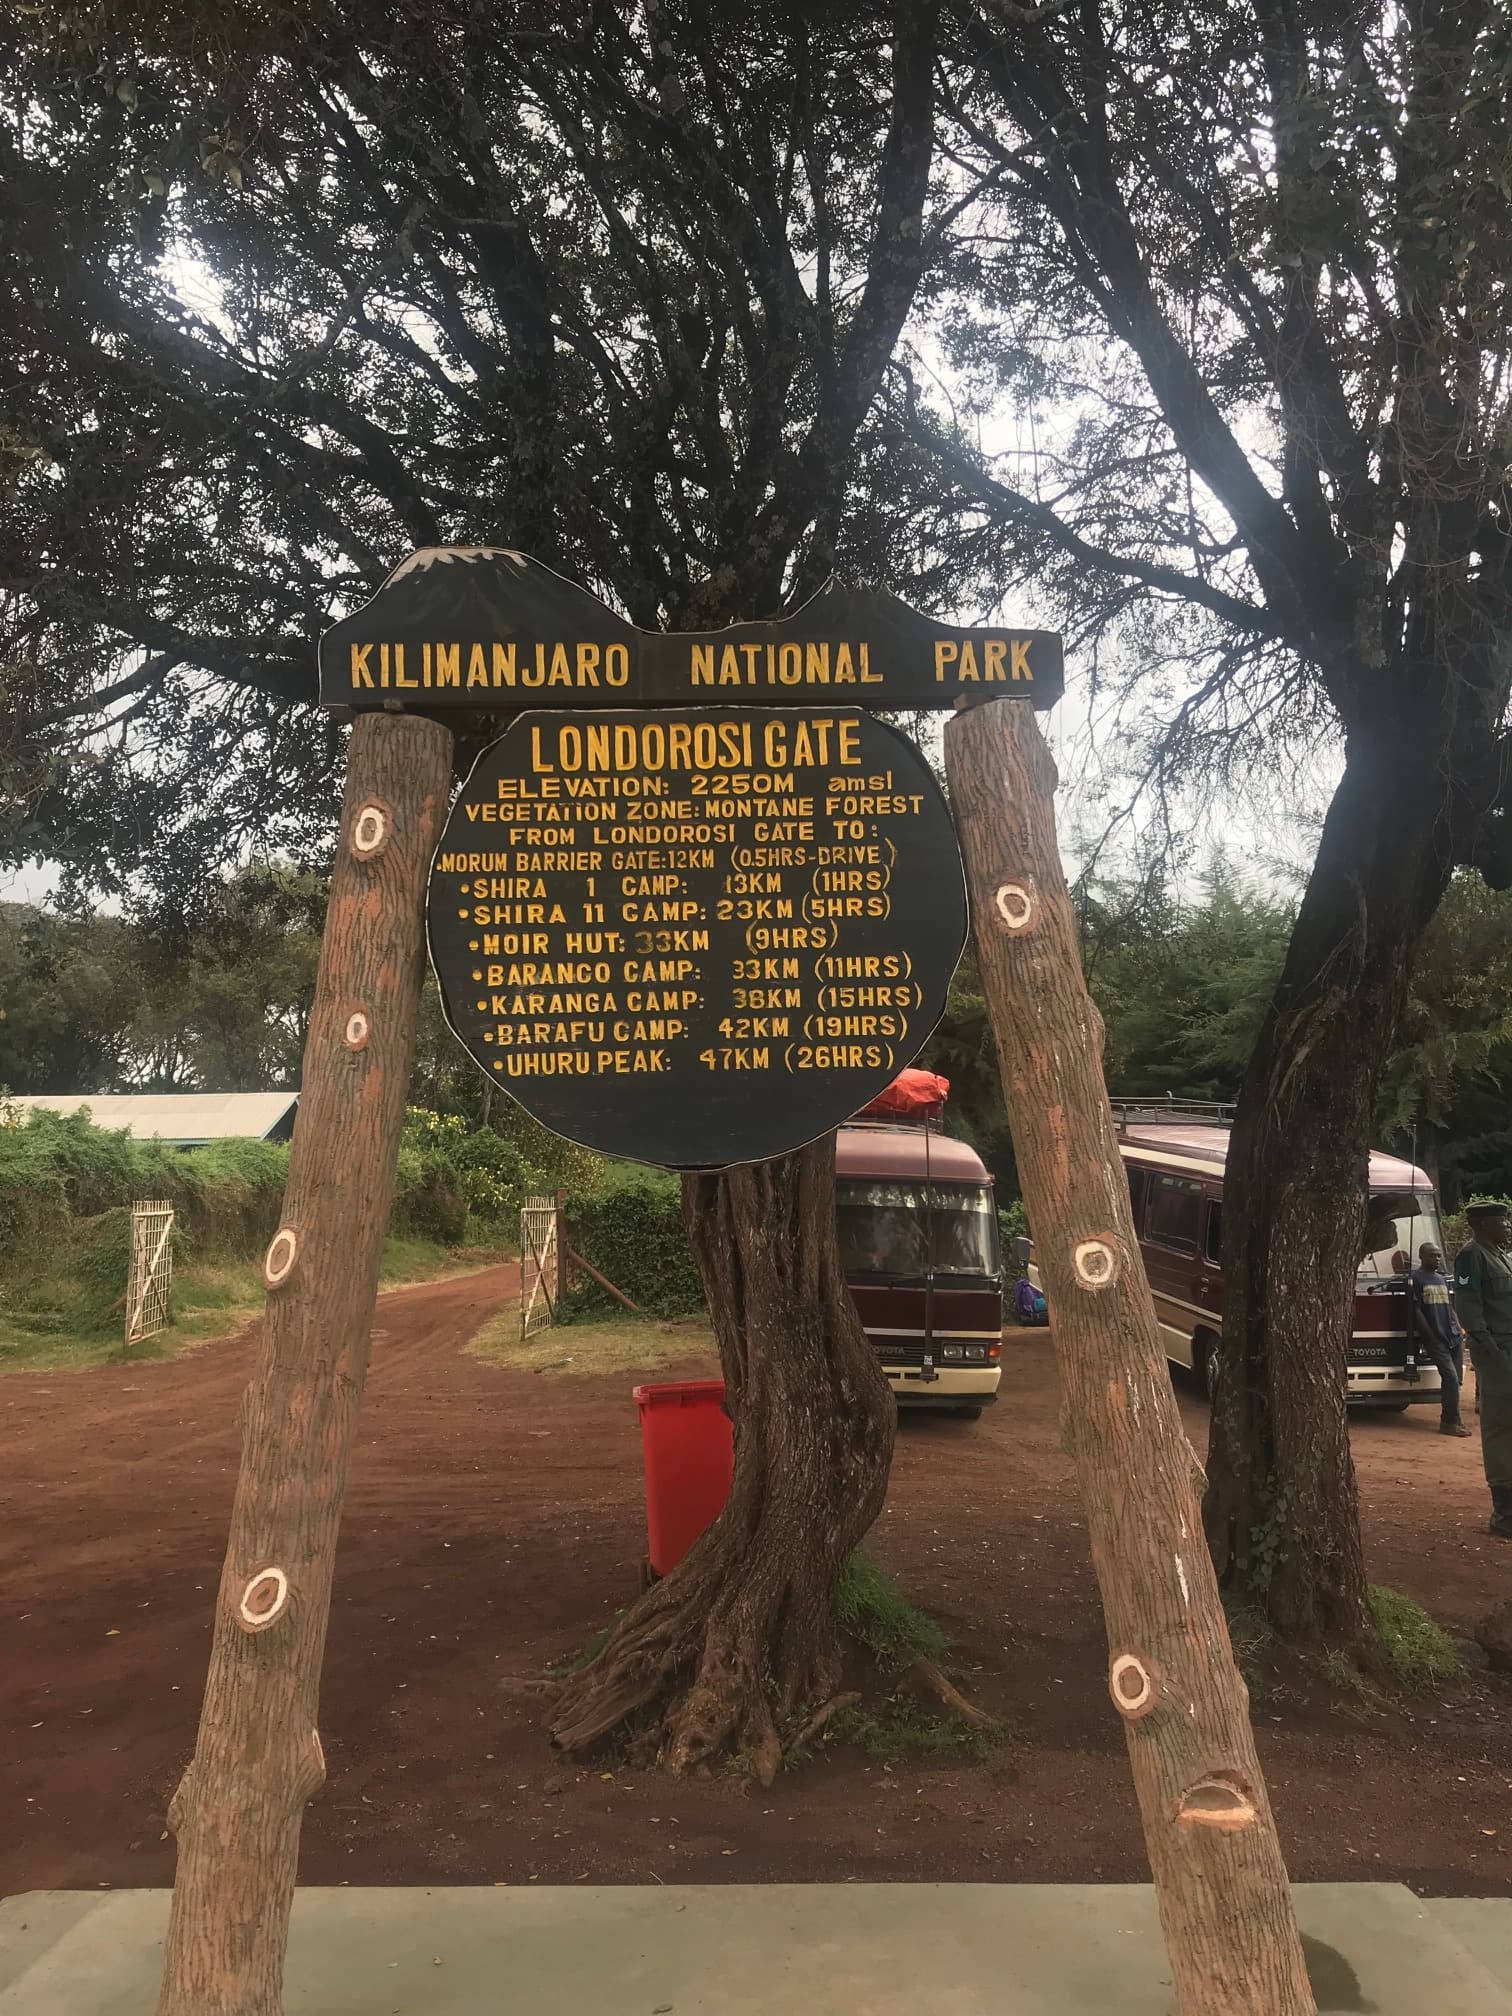 KILIMANJARO NATIONAL PARK
LONDOROSI GATE
ELEVATION: 2250M amsl
VEGETATION ZONE: MONTANE FOREST
FROM LONDOROSI GATE TO:
•MORUM BARRIER GATE:12KM (0.5HRS-DRIVE)
•SHIRA 1 CAMP: 13KM (1HRS)
•SHIRA 11 CAMP: 23KM (5HRS)
•MOIR HUT: 33KM (9HRS)
•BARANCO CAMP: 33KM (11HRS)
•KARANGA CAMP: 38KM (15HRS)
•BARAFU CAMP: 42KM (19HRS)
•UHURU PEAK: 47KM (26HRS)
TOYOTA
TOYOTA